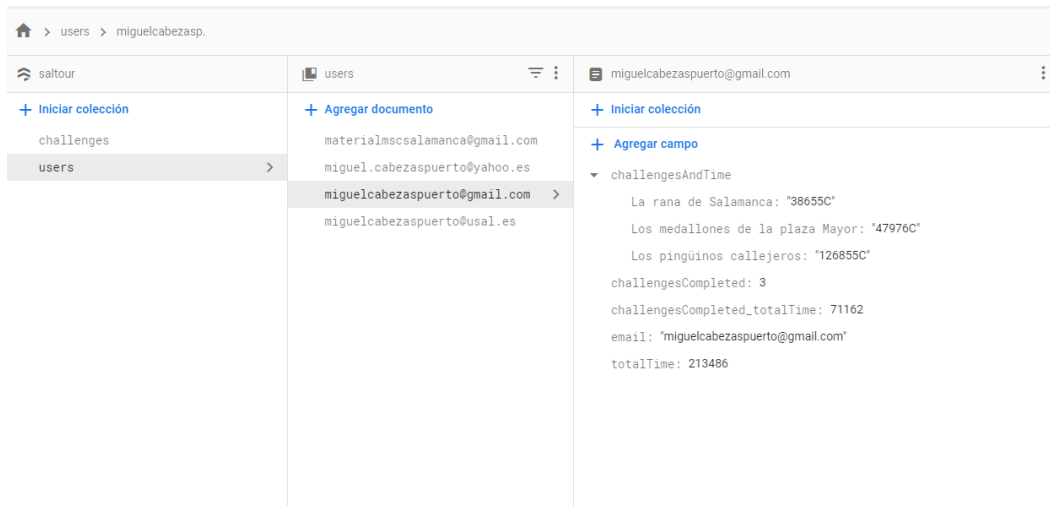 users > miguelcabezasp.
saltour
Iniciar colección
challenges
users
users
Agregar documento
materialmscsalamanca@gmail.com
miguel.cabezaspuerto@yahoo.es
miguelcabezaspuerto@gmail.com
miguelcabezaspuerto@usal.es
miguelcabezaspuerto@gmail.com
Iniciar colección
Agregar campo
challengesAndTime
La rana de Salamanca: "38655C"
Los medallones de la plaza Mayor: "47976C"
Los pingüinos callejeros: "126855C"
challengesCompleted: 3
challengesCompleted_totalTime: 71162
email: "miguelcabezaspuerto@gmail.com"
totalTime: 213486